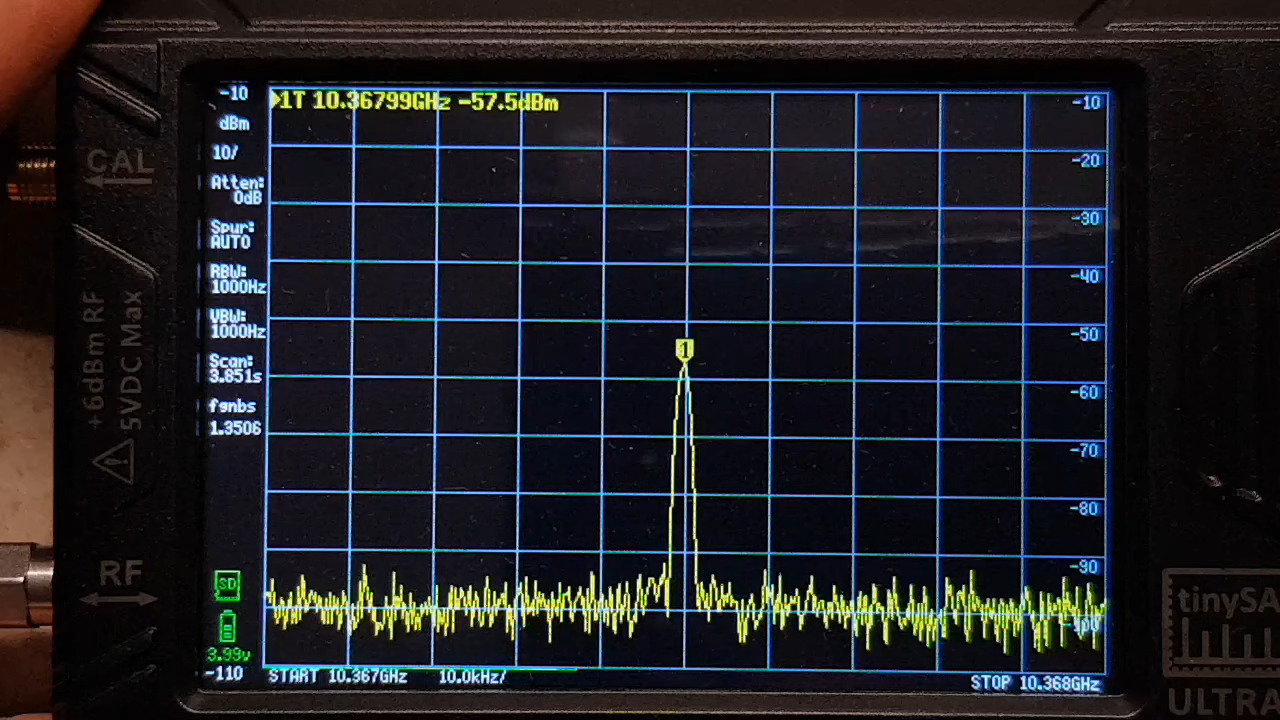 -10
dBm
10/
Atten:
0dB
Spur:
AUTO
RBW:
1000Hz
VBW:
1000Hz
Scan:
3.851s
fgnbs
1.3506
SD
3.99v
-110
1T 10.36799GHz -57.5dBm
1
-10
-20
-30
-40
-50
-60
-70
-80
-90
-100
START 10.367GHz 10.0kHz/ STOP 10.368GHz
CAL
+6dBm RF
5VDC Max
RF
tinySA
ULTRA